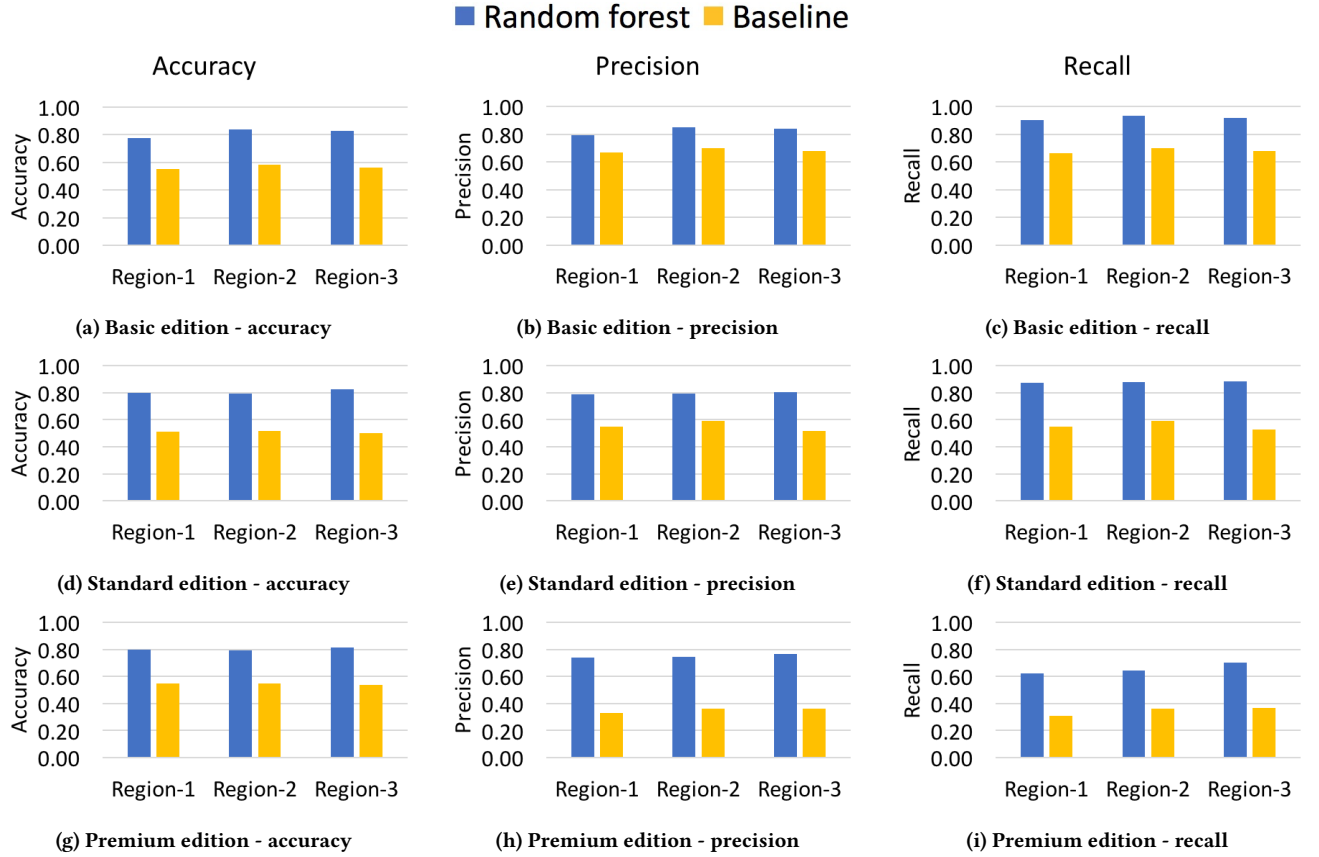 Random forest Baseline
Accuracy Precision Recall
1.00
0.80
0.60
0.40
0.20
0.00
Accuracy
Region-1 Region-2 Region-3
(a) Basic edition - accuracy
1.00
0.80
0.60
0.40
0.20
0.00
Precision
Region-1 Region-2 Region-3
(b) Basic edition - precision
1.00
0.80
0.60
0.40
0.20
0.00
Recall
Region-1 Region-2 Region-3
(c) Basic edition - recall
1.00
0.80
0.60
0.40
0.20
0.00
Accuracy
Region-1 Region-2 Region-3
(d) Standard edition - accuracy
1.00
0.80
0.60
0.40
0.20
0.00
Precision
Region-1 Region-2 Region-3
(e) Standard edition - precision
1.00
0.80
0.60
0.40
0.20
0.00
Recall
Region-1 Region-2 Region-3
(f) Standard edition - recall
1.00
0.80
0.60
0.40
0.20
0.00
Accuracy
Region-1 Region-2 Region-3
(g) Premium edition - accuracy
1.00
0.80
0.60
0.40
0.20
0.00
Precision
Region-1 Region-2 Region-3
(h) Premium edition - precision
1.00
0.80
0.60
0.40
0.20
0.00
Recall
Region-1 Region-2 Region-3
(i) Premium edition - recall